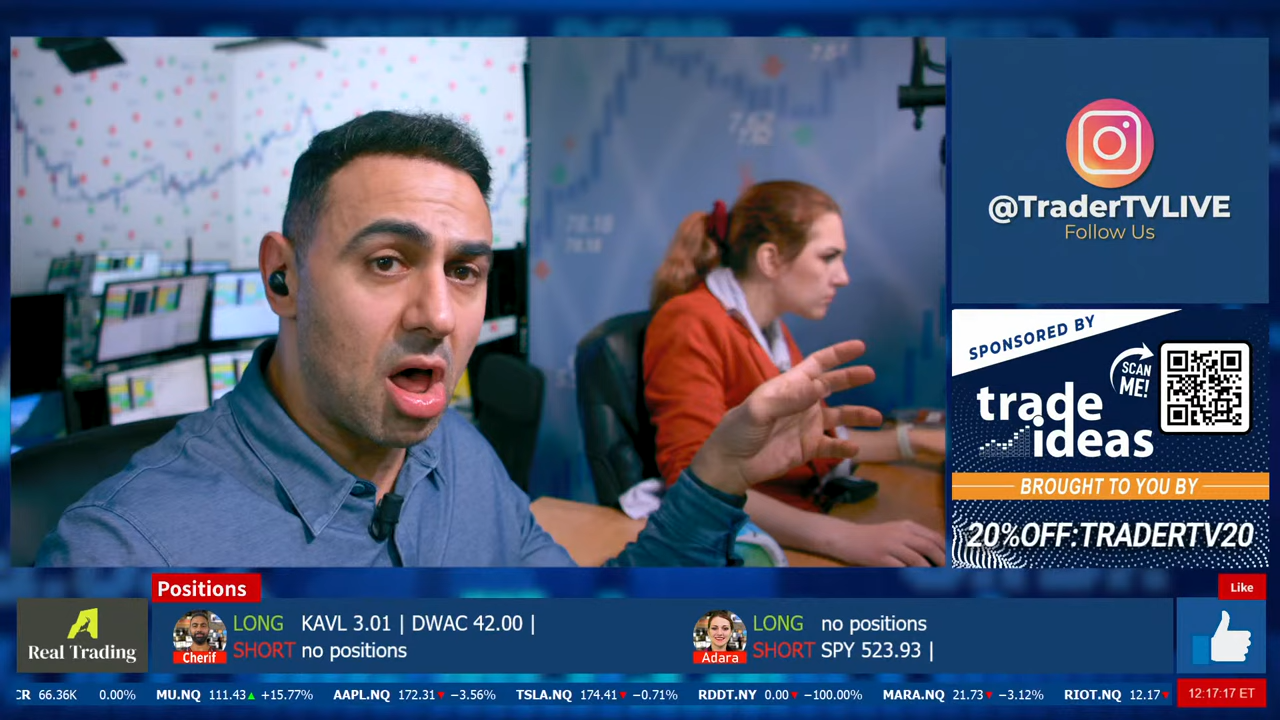 @TraderTVLIVE
Follow Us
SPONSORED BY
SCAN
ME!
trade
ideas
BROUGHT TO YOU BY
20%OFF:TRADERTV20
Positions
Like
Real Trading
Cherif
LONG KAVL 3.01 | DWAC 42.00 |
SHORT no positions
Adara
LONG no positions
SHORT SPY 523.93 |
CR 66.36K 0.00% MU.NQ 111.43▲ +15.77% AAPL.NQ 172.31▼ −3.56% TSLA.NQ 174.41▼ −0.71% RDDT.NY 0.00▼ −100.00% MARA.NQ 21.73▼ −3.12% RIOT.NQ 12.17▼
12:17:17 ET